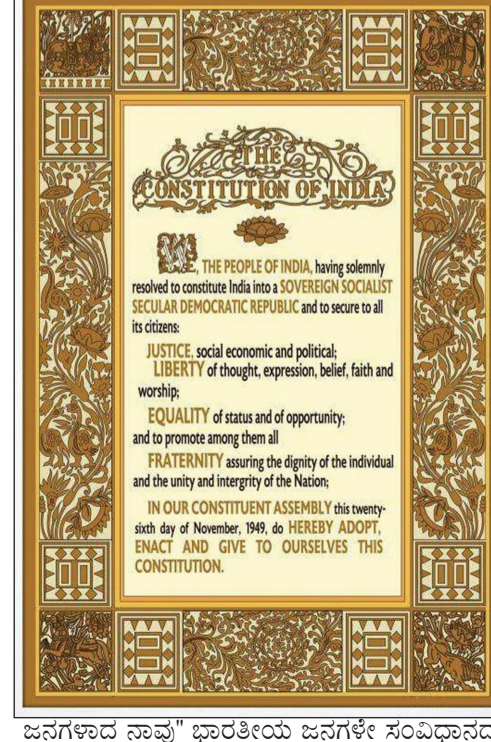 THE
CONSTITUTION OF INDIA
WE, THE PEOPLE OF INDIA, having solemnly
resolved to constitute India into a SOVEREIGN SOCIALIST
SECULAR DEMOCRATIC REPUBLIC and to secure to all
its citizens:
JUSTICE, social economic and political;
LIBERTY of thought, expression, belief, faith and
worship;
EQUALITY of status and of opportunity;
and to promote among them all
FRATERNITY assuring the dignity of the individual
and the unity and intergrity of the Nation;
IN OUR CONSTITUENT ASSEMBLY this twenty-
sixth day of November, 1949, do HEREBY ADOPT,
ENACT AND GIVE TO OURSELVES THIS
CONSTITUTION.
ಜನಗಳಾದ ನಾವು" ಭಾರತೀಯ ಜನಗಳೇ ಸಂವಿಧಾನದ